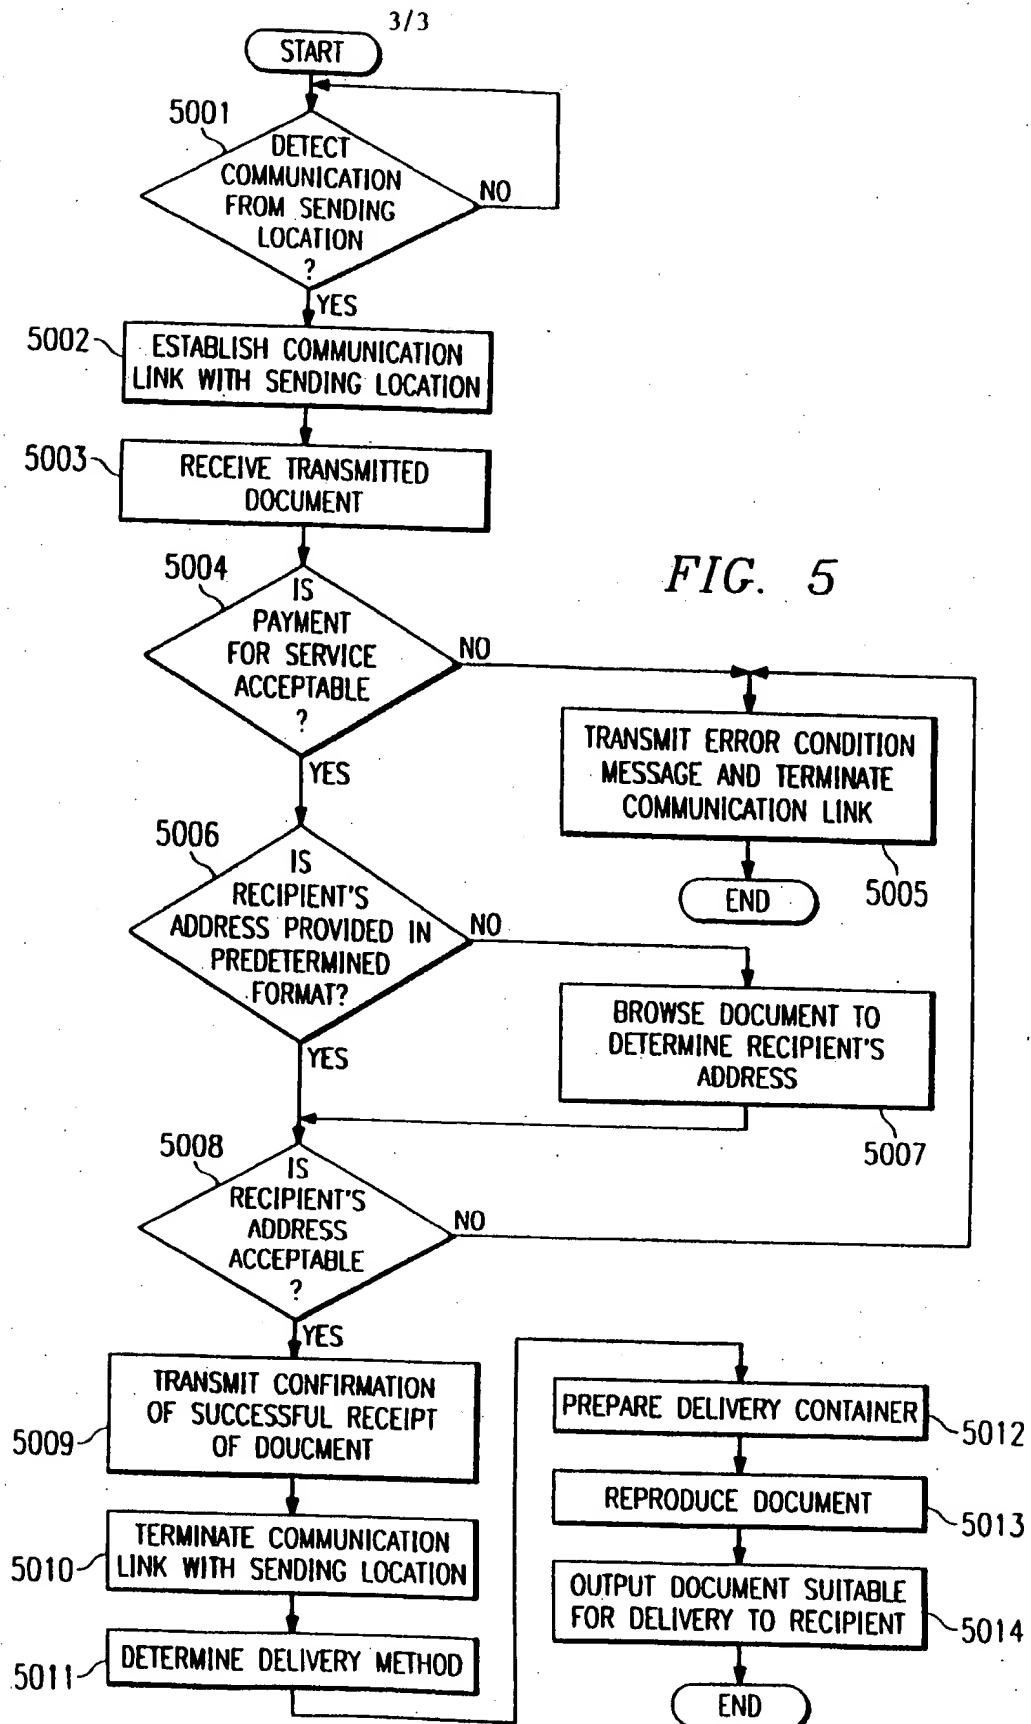 3/3
START
5001
DETECT
COMMUNICATION
FROM SENDING
LOCATION
?
NO
YES
5002
ESTABLISH COMMUNICATION
LINK WITH SENDING LOCATION
5003
RECEIVE TRANSMITTED
DOCUMENT
FIG. 5
5004
IS
PAYMENT
FOR SERVICE
ACCEPTABLE
?
NO
YES
TRANSMIT ERROR CONDITION
MESSAGE AND TERMINATE
COMMUNICATION LINK
5005
END
5006
IS
RECIPIENT'S
ADDRESS PROVIDED IN
PREDETERMINED
FORMAT?
NO
YES
BROWSE DOCUMENT TO
DETERMINE RECIPIENT'S
ADDRESS
5007
5008
IS
RECIPIENT'S
ADDRESS
ACCEPTABLE
?
NO
YES
5009
TRANSMIT CONFIRMATION
OF SUCCESSFUL RECEIPT
OF DOUCMENT
5010
TERMINATE COMMUNICATION
LINK WITH SENDING LOCATION
5011
DETERMINE DELIVERY METHOD
PREPARE DELIVERY CONTAINER
5012
REPRODUCE DOCUMENT
5013
OUTPUT DOCUMENT SUITABLE
FOR DELIVERY TO RECIPIENT
5014
END